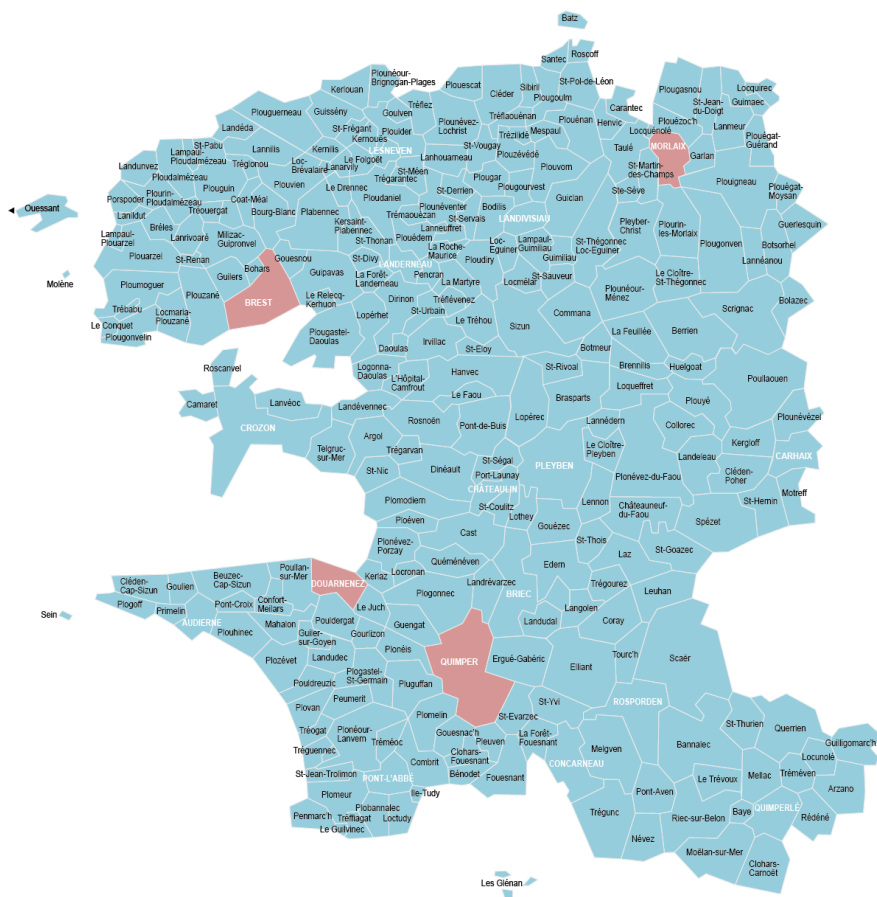 Batz
Santec
Roscoff
Plounéour-
Brignogan-Plages
Kerlouan
Plouescat
Cléder
Sibiril
St-Pol-de-Léon
Plougoulm
Carantec
Plougasnou
Locquirec
St-Jean-
du-Doigt
Guimaec
Plouguerneau
Guissény
Goulven
Tréflez
Plounévez-
Lochrist
Tréflaouénan
Plouénan
Henvic
Plouézoc'h
Lanmeur
Landéda
St-Frégant
Kernouës
Plouider
Trézilidé
Mespaul
Locquénolé
Plouégat-
Guérand
St-Pabu
Lampaul-
Ploudalmézeau
Lannilis
Kernilis
LESNEVEN
St-Vougay
Plouzévédé
Taulé
MORLAIX
Garlan
Landunvez
Tréglonou
Loc-
Brévalaire
Le Folgoët
Lanarvily
Lanhouarneau
Plouvorn
St-Martin-
des-Champs
Ploudalmézeau
St-Méen
Trégarantec
Plougar
Plouigneau
Plouégat-
Moysan
Porspoder
Plourin-
Ploudalmézeau
Plouguin
Plouvien
Le Drennec
St-Derrien
Plougourvest
Guiclan
Ste-Sève
Lanildut
Tréouergat
Coat-Méal
Bourg-Blanc
Plabennec
Ploudaniel
Plounéventer
Trémaouézan
St-Servais
Bodilis
LANDIVISIAU
Pleyber-
Christ
Plourin-
les-Morlaix
Guerlesquin
Lampaul-
Plouarzel
Brêles
Lanrivoaré
Milizac-
Guipronvel
Kersaint-
Plabennec
St-Thonan
Plouédern
Lanneuffret
La Roche-
Maurice
Loc-
Eguiner
Lampaul-
Guimiliau
Guimiliau
St-Thégonnec
Loc-Eguiner
Plougonven
Botsorhel
Lannéanou
Ouessant
Plouarzel
St-Renan
Bohars
Gouesnou
Guipavas
St-Divy
LANDERNEAU
La Forêt-
Landerneau
Pencran
Ploudiry
Locmélar
St-Sauveur
Le Cloître-
St-Thégonnec
Molène
Ploumoguer
Guilers
La Martyre
Plounéour-
Ménez
Bolazec
Plouzané
BREST
Le Relecq-
Kerhuon
Dirinon
Tréflévenez
Trébabu
Locmaria-
Plouzané
Lopérhet
St-Urbain
Le Tréhou
Sizun
Commana
Scrignac
Le Conquet
Plougonvelin
Plougastel-
Daoulas
Daoulas
Irvillac
St-Eloy
Botmeur
La Feuillée
Berrien
Roscanvel
Logonna-
Daoulas
L'Hôpital-
Camfrout
Hanvec
St-Rivoal
Brennilis
Huelgoat
Poullaouen
Camaret
Lanvéoc
Landévennec
Le Faou
Brasparts
Loqueffret
Plouyé
Plounévézel
CROZON
Rosnoën
Pont-de-Buis
Lopérec
Lannédern
Collorec
Telgruc-
sur-Mer
Argol
Trégarvan
Le Cloître-
Pleyben
Landeleau
Kergloff
CARHAIX
St-Nic
Dinéault
St-Ségal
Port-Launay
CHÂTEAULIN
PLEYBEN
Plonévez-du-Faou
Cléden-
Poher
Motreff
Plomodiern
St-Coulitz
Lothey
Lennon
Châteauneuf-
du-Faou
St-Hernin
Ploéven
Cast
Gouézec
Spézet
Plonévez-
Porzay
St-Thois
Laz
St-Goazec
Poullan-
sur-Mer
DOUARNENEZ
Kerlaz
Locronan
Quéménéven
Edern
Cléden-
Cap-Sizun
Goulien
Beuzec-
Cap-Sizun
Landrévarzec
BRIEC
Trégourez
Leuhan
Plogoff
Primelin
Pont-Croix
Confort-
Meilars
Le Juch
Plogonnec
Langolen
Sein
AUDIERNE
Plouhinec
Mahalon
Pouldergat
Guiler-
sur-Goyen
Gourlizon
Guengat
Landudal
Coray
Plozévet
Landudec
Plonéis
QUIMPER
Ergué-Gabéric
Elliant
Tourc'h
Scaër
Pouldreuzic
Plogastel-
St-Germain
Pluguffan
Plovan
Peumerit
Plomelin
St-Evarzec
St-Yvi
ROSPORDEN
Tréogat
Plonéour-
Lanvern
Tréméoc
Gouesnac'h
Pleuven
La Forêt-
Fouesnant
Bannalec
St-Thurien
Querrien
Guilligomarc'h
Tréguennec
Combrit
Clohars-
Fouesnant
Melgven
Locunolé
St-Jean-Trolimon
PONT-L'ABBÉ
Bénodet
Fouesnant
CONCARNEAU
Le Trévoux
Mellac
Tréméven
Arzano
Plomeur
Ile-Tudy
Pont-Aven
Penmarc'h
Plobannalec
Tréffiagat
Loctudy
Le Guilvinec
Trégunc
Riec-sur-Belon
Baye
QUIMPERLÉ
Rédéné
Névez
Moëlan-sur-Mer
Clohars-
Carnoët
Les Glénan